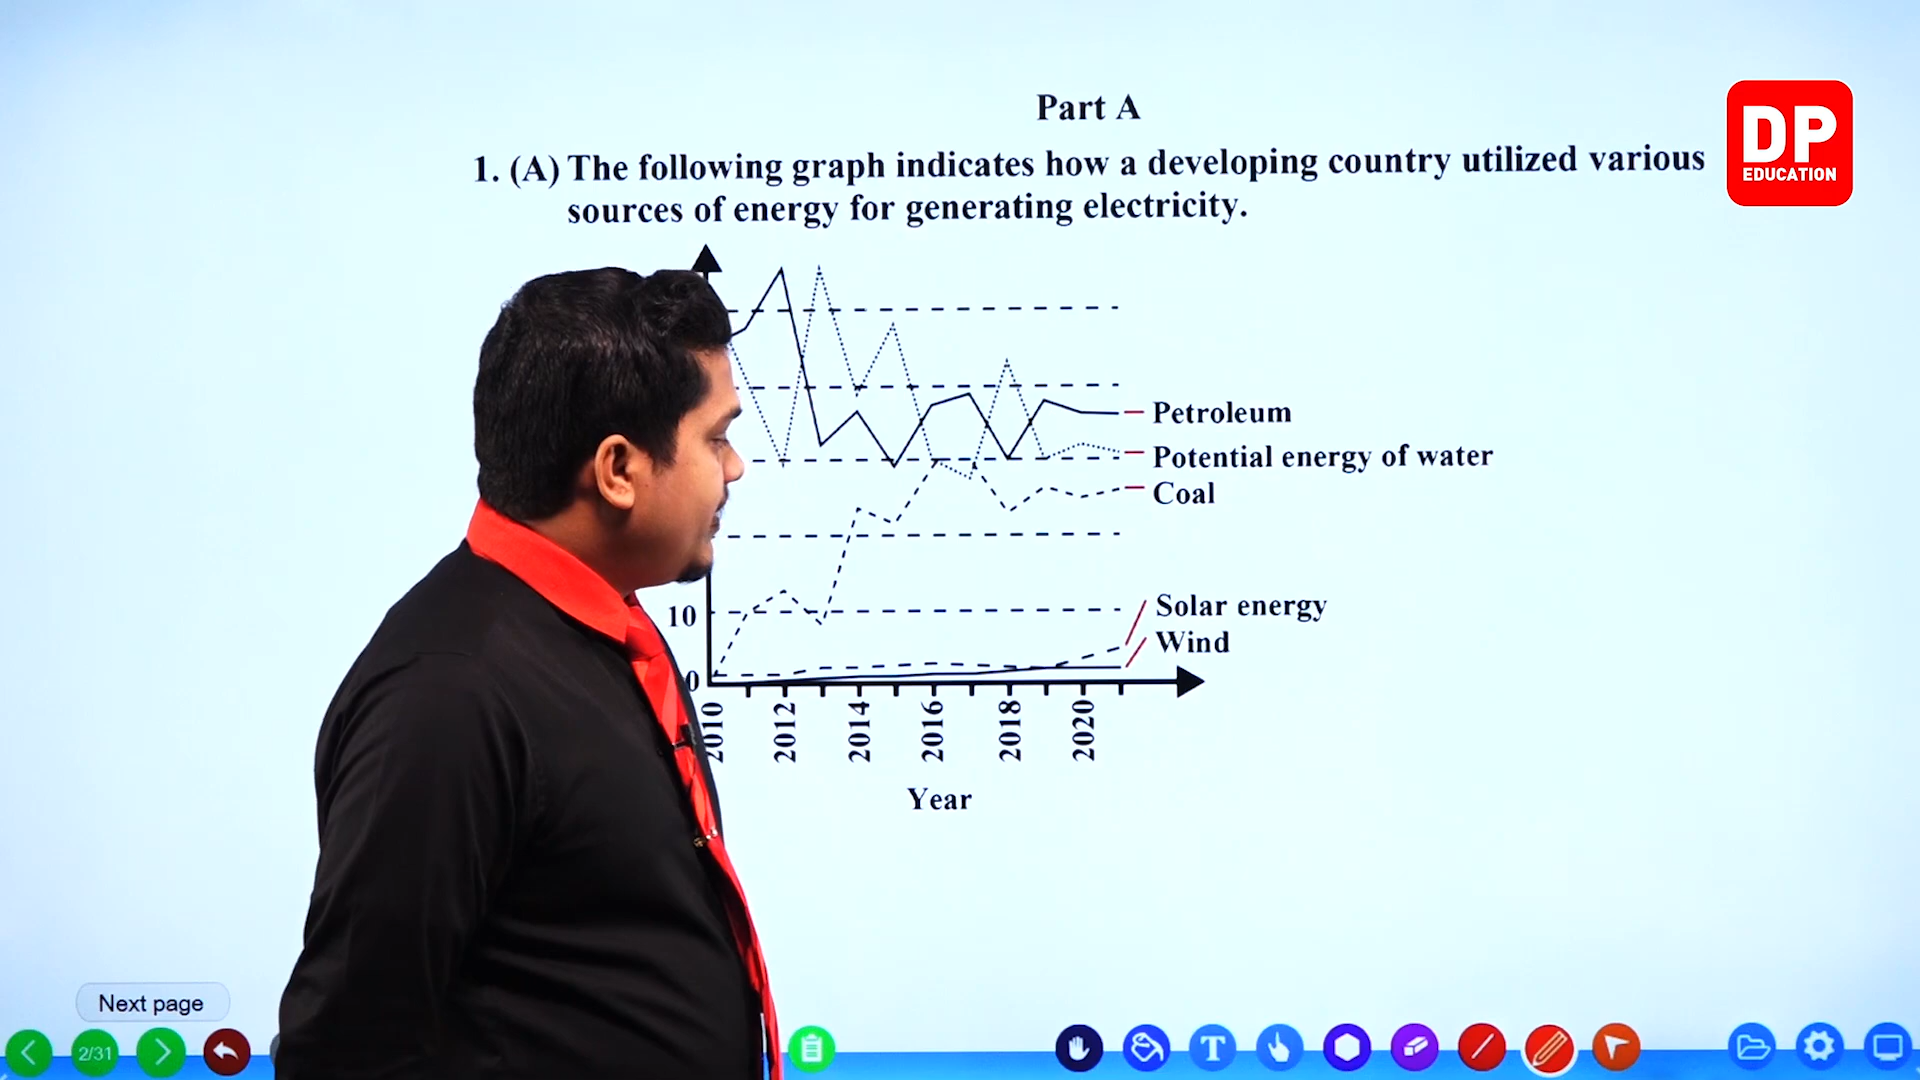 Part A
DP
EDUCATION
1. (A) The following graph indicates how a developing country utilized various
sources of energy for generating electricity.
Petroleum
Potential energy of water
Coal
10
Solar energy
Wind
0
2010
2012
2014
2016
2018
2020
Year
Next page
2/31
T